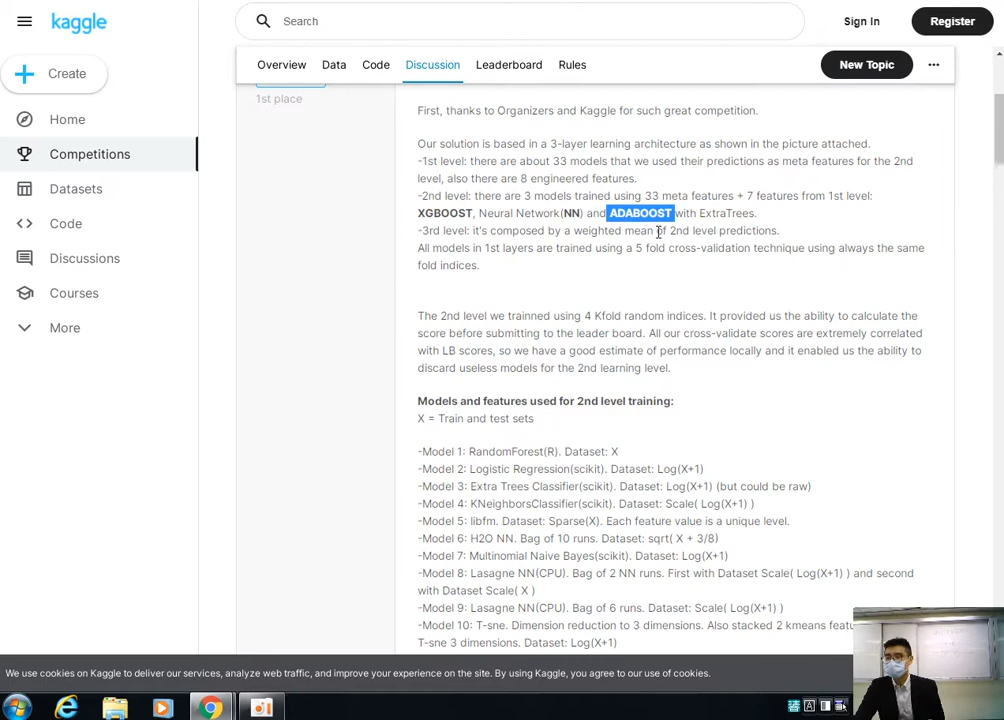 kaggle
Search
Sign In
Register
Create
Overview
Data
Code
Discussion
Leaderboard
Rules
New Topic
1st place
Home
Competitions
Datasets
Code
Discussions
Courses
More
First, thanks to Organizers and Kaggle for such great competition.
Our solution is based in a 3-layer learning architecture as shown in the picture attached.
-1st level: there are about 33 models that we used their predictions as meta features for the 2nd
level, also there are 8 engineered features.
-2nd level: there are 3 models trained using 33 meta features + 7 features from 1st level:
XGBOOST, Neural Network(NN) and ADABOOST with ExtraTrees.
-3rd level: it's composed by a weighted mean of 2nd level predictions.
All models in 1st layers are trained using a 5 fold cross-validation technique using always the same
fold indices.
The 2nd level we trainned using 4 Kfold random indices. It provided us the ability to calculate the
score before submitting to the leader board. All our cross-validate scores are extremely correlated
with LB scores, so we have a good estimate of performance locally and it enabled us the ability to
discard useless models for the 2nd learning level.
Models and features used for 2nd level training:
X = Train and test sets
-Model 1: RandomForest(R). Dataset: X
-Model 2: Logistic Regression(scikit). Dataset: Log(X+1)
-Model 3: Extra Trees Classifier(scikit). Dataset: Log(X+1) (but could be raw)
-Model 4: KNeighborsClassifier(scikit). Dataset: Scale( Log(X+1) )
-Model 5: libfm. Dataset: Sparse(X). Each feature value is a unique level.
-Model 6: H2O NN. Bag of 10 runs. Dataset: sqrt( X + 3/8)
-Model 7: Multinomial Naive Bayes(scikit). Dataset: Log(X+1)
-Model 8: Lasagne NN(CPU). Bag of 2 NN runs. First with Dataset Scale( Log(X+1) ) and second
with Dataset Scale( X )
-Model 9: Lasagne NN(CPU). Bag of 6 runs. Dataset: Scale( Log(X+1) )
-Model 10: T-sne. Dimension reduction to 3 dimensions. Also stacked 2 kmeans featu
T-sne 3 dimensions. Dataset: Log(X+1)
We use cookies on Kaggle to deliver our services, analyze web traffic, and improve your experience on the site. By using Kaggle, you agree to our use of cookies.